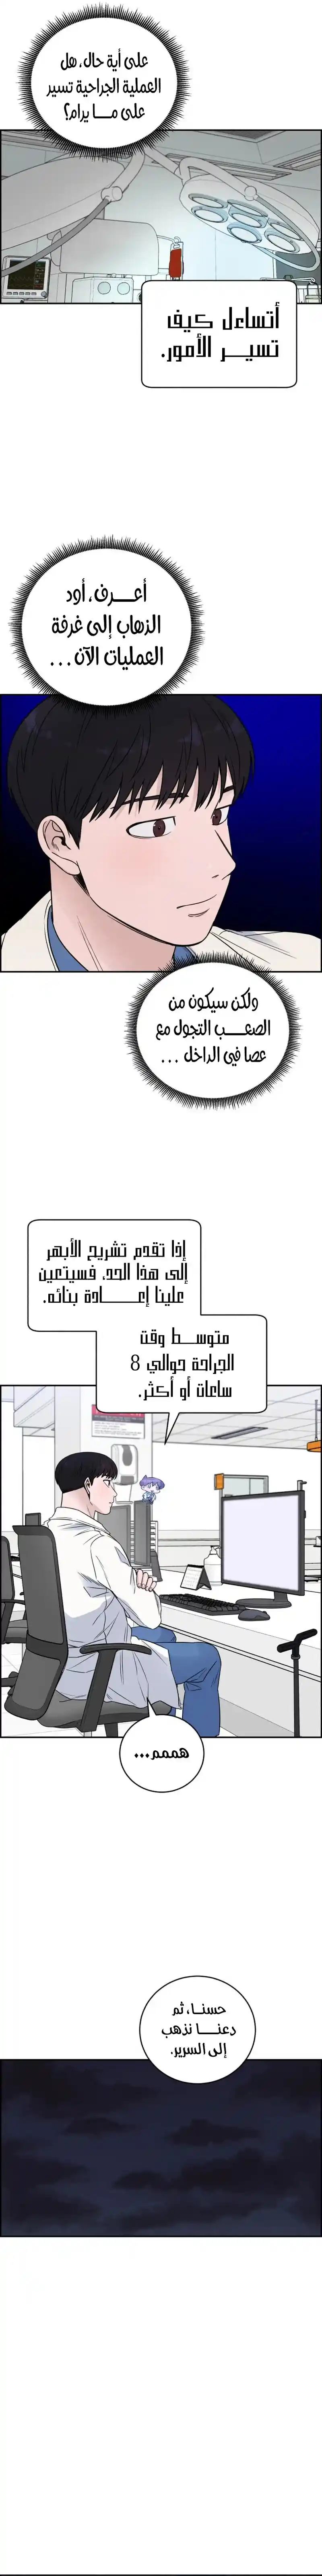 على أية حال، هل
العملية الجراحية تسير
على ما يرام؟
أتساءل كيف
تسير الأمور.
أعرف، أود
الذهاب إلى غرفة
العمليات الآن...
ولكن سيكون من
الصعب التجول مع
عصا في الداخل ...
إذا تقدم تشريح الأبهر
إلى هذا الحد، فسيتعين
علينا إعادة بنائه.
متوسط وقت
الجراحة حوالي 8
ساعات أو أكثر.
هممم...
حسنا، ثم
دعنا نذهب
إلى السرير.